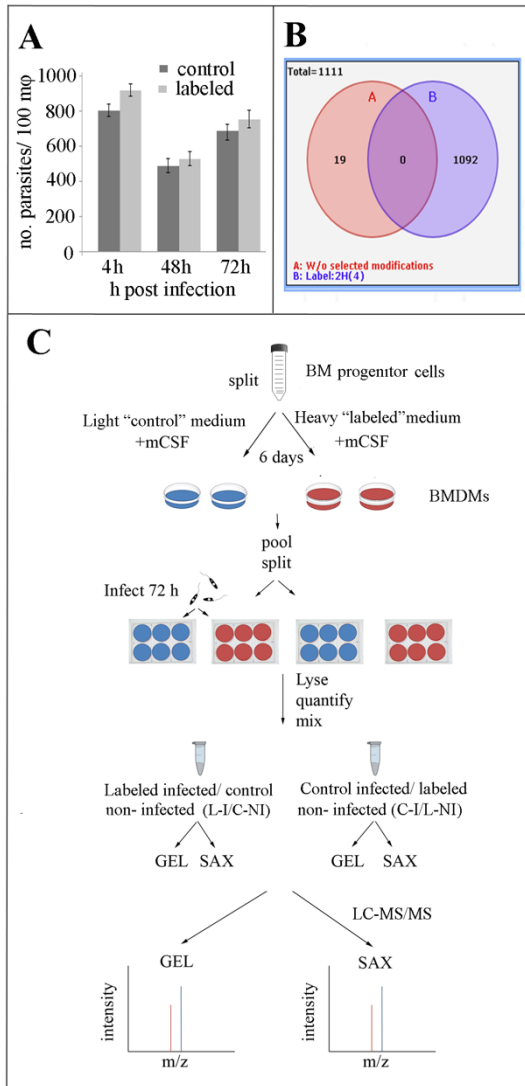 A
control
labeled
no. parasites/ 100 mφ
1000
800
600
400
200
0
4h 48h 72h
h post infection
B
Total=1111
A B
19 0 1092
A: W/o selected modifications
B: Label:2H(4)
C
split
BM progenitor cells
Light “control” medium
+mCSF
Heavy “labeled”medium
+mCSF
6 days
BMDMs
pool
split
Infect 72 h
Lyse
quantify
mix
Labeled infected/ control
non- infected (L-I/C-NI)
Control infected/ labeled
non- infected (C-I/L-NI)
GEL SAX
GEL SAX
LC-MS/MS
GEL
SAX
intensity
m/z
intensity
m/z